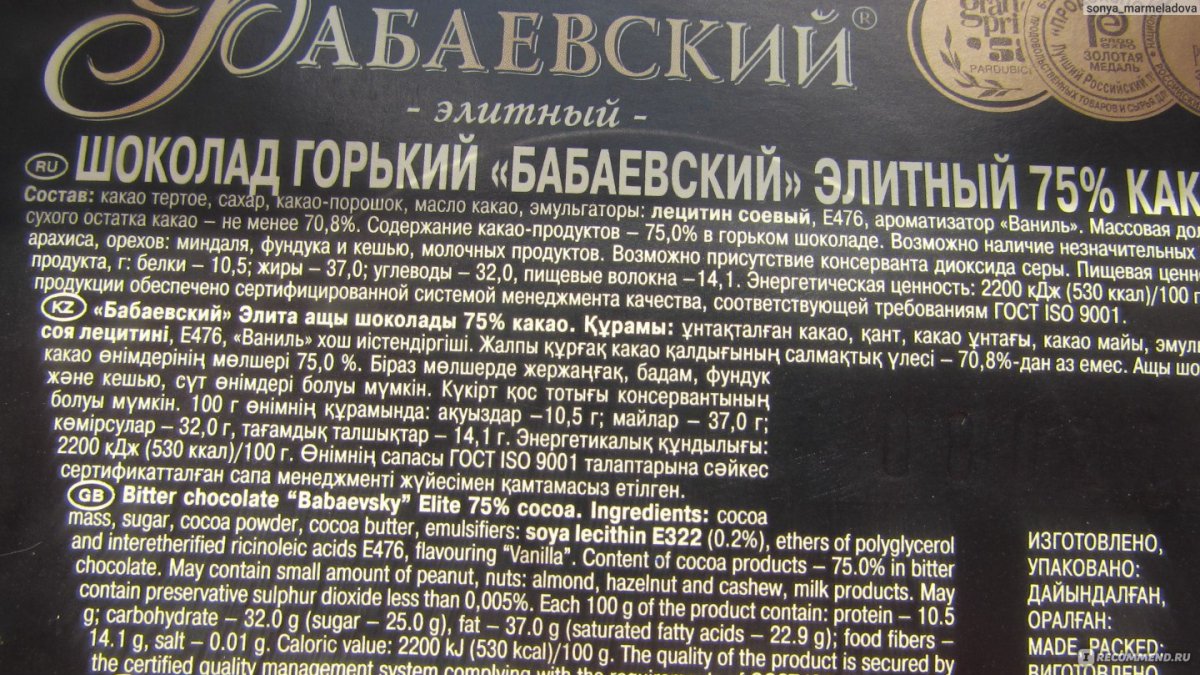 sonya_marmeladova
БАБАЕВСКИЙ®
- элитный -
gran pri
PARDUBICE
ПРОД EXPO
ЗОЛОТАЯ
МЕДАЛЬ
Лучший Российский
RU ШОКОЛАД ГОРЬКИЙ «БАБАЕВСКИЙ» ЭЛИТНЫЙ 75% КАК
Состав: какао тертое, сахар, какао-порошок, масло какао, эмульгаторы: лецитин соевый, Е476, ароматизатор «Ваниль». Массовая дол
сухого остатка какао – не менее 70,8%. Содержание какао-продуктов – 75,0% в горьком шоколаде. Возможно наличие незначительных
арахиса, орехов: миндаля, фундука и кешью, молочных продуктов. Возможно присутствие консерванта диоксида серы. Пищевая ценн
продукта, г: белки – 10,5; жиры – 37,0; углеводы – 32,0, пищевые волокна –14,1. Энергетическая ценность: 2200 кДж (530 ккал)/100 г
продукции обеспечено сертифицированной системой менеджмента качества, соответствующей требованиям ГОСТ ISO 9001.
KZ «Бабаевский» Элита ащы шоколады 75% какао. Құрамы: ұнтақталған какао, қант, какао ұнтағы, какао майы, эмуль
соя лецитині, Е476, «Ваниль» хош иістендіргіші. Жалпы құрғақ какао қалдығының салмақтық үлесі – 70,8%-дан аз емес. Ащы шо
какао өнімдерінің мөлшері 75,0 %. Біраз мөлшерде жержаңғақ, бадам, фундук
және кешью, сүт өнімдері болуы мүмкін. Күкірт қос тотығы консервантының
болуы мүмкін. 100 г өнімнің құрамында: ақуыздар –10,5 г; майлар – 37,0 г;
көмірсулар – 32,0 г, тағамдық талшықтар – 14,1 г. Энергетикалық құндылығы:
2200 кДж (530 ккал)/100 г. Өнімнің сапасы ГОСТ ISO 9001 талаптарына сәйкес
сертификатталған сапа менеджменті жүйесімен қамтамасыз етілген.
GB Bitter chocolate “Babaevsky” Elite 75% cocoa. Ingredients: cocoa
mass, sugar, cocoa powder, cocoa butter, emulsifiers: soya lecithin E322 (0.2%), ethers of polyglycerol
and interetherified ricinoleic acids E476, flavouring “Vanilla”. Content of cocoa products – 75.0% in bitter
chocolate. May contain small amount of peanut, nuts: almond, hazelnut and cashew, milk products. May
contain preservative sulphur dioxide less than 0,005%. Each 100 g of the product contain: protein – 10.5
g; carbohydrate – 32.0 g (sugar – 25.0 g), fat – 37.0 g (saturated fatty acids – 22.9 g); food fibers –
14.1 g, salt – 0.01 g. Caloric value: 2200 kJ (530 kcal)/100 g. The quality of the product is secured by
the certified quality management system complying with the
ИЗГОТОВЛЕНО,
УПАКОВАНО:
ДАЙЫНДАЛҒАН,
ОРАЛҒАН:
MADE, PACKED:
ВИГОТОВЛЕНО
RECOMMEND.RU